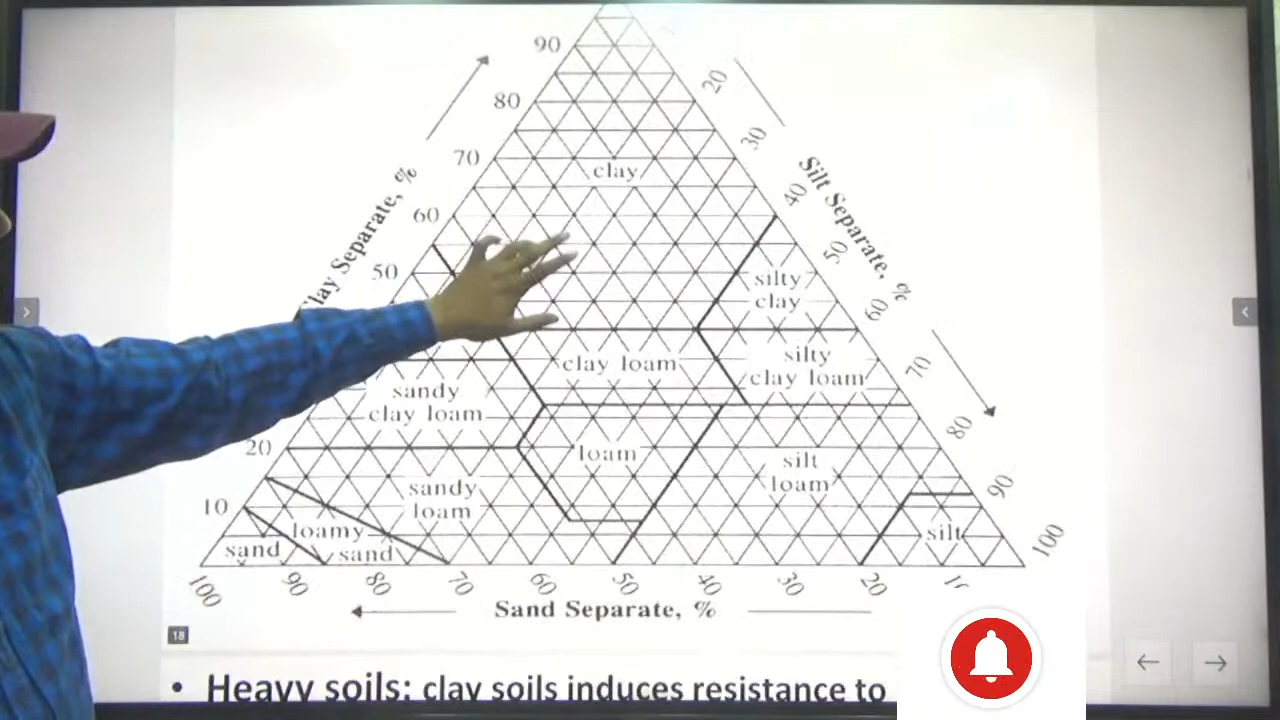 90
80
70
60
50
20
10
20
30
40
50
60
70
80
90
100
Clay Separate, %
Silt Separate, %
clay
silty
clay
clay loam
silty
clay loam
sandy
clay loam
loam
silt
loam
sandy
loam
loamy
sand
sand
silt
100
90
80
70
60
50
40
30
20
Sand Separate, %
18
• Heavy soils: clay soils induces resistance to